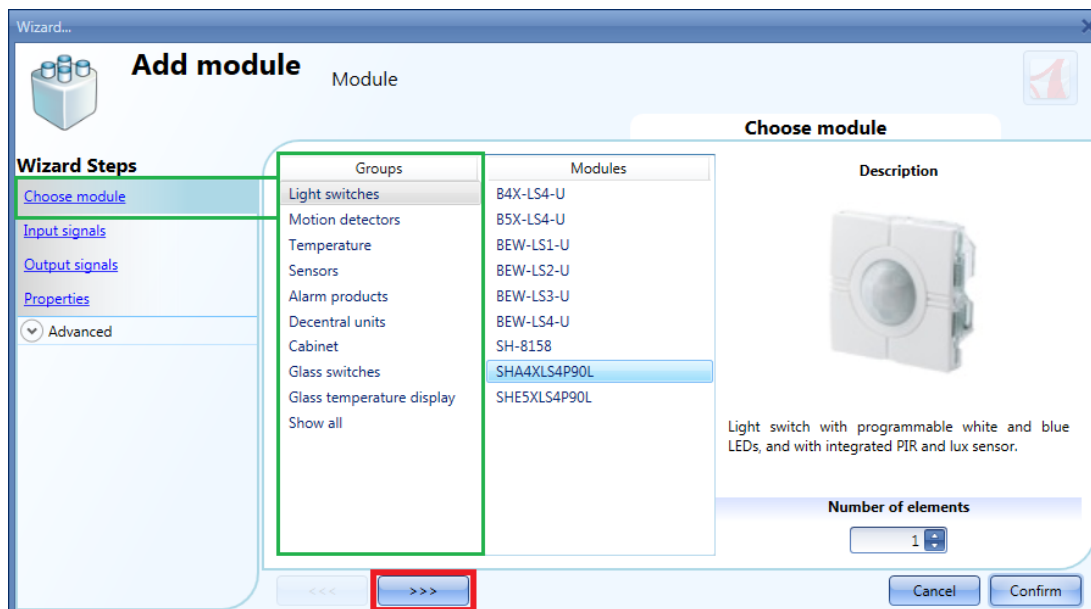 Wizard...
Add module
Module
Choose module
Wizard Steps
Choose module
Input signals
Output signals
Properties
Advanced
Groups
Light switches
Motion detectors
Temperature
Sensors
Alarm products
Decentral units
Cabinet
Glass switches
Glass temperature display
Show all
Modules
B4X-LS4-U
B5X-LS4-U
BEW-LS1-U
BEW-LS2-U
BEW-LS3-U
BEW-LS4-U
SH-8158
SHA4XLS4P90L
SHE5XLS4P90L
Description
Light switch with programmable white and blue
LEDs, and with integrated PIR and lux sensor.
Number of elements
1
<<<
>>>
Cancel
Confirm